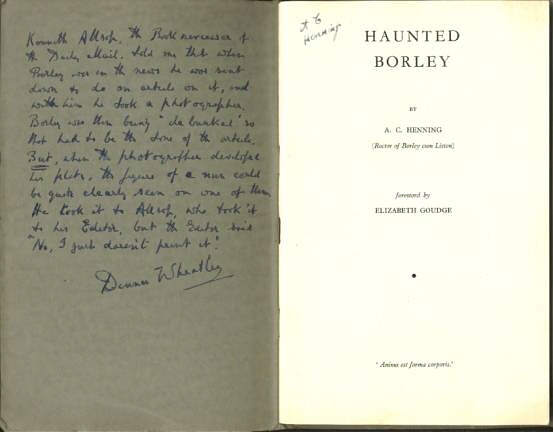 Kenneth Allsop, the Book reviewer of
the Daily Mail. told me that when
Borley was in the news he was sent
down to do an article on it, and
with him he took a photographer.
Borley was then being "debunked" so
that had to be the tone of the article.
But, when the photographer developed
his plates, the figure of a nun could
be quite clearly seen on one of them
He took it to Allsop, who took it
to his Editor, but the Editor said
"No, I just daren't print it".
Dennis Wheatley
A C
Henning
HAUNTED
BORLEY
BY
A. C. HENNING
(Rector of Borley cum Liston)
foreword by
ELIZABETH GOUDGE
'Anima est forma corporis.'